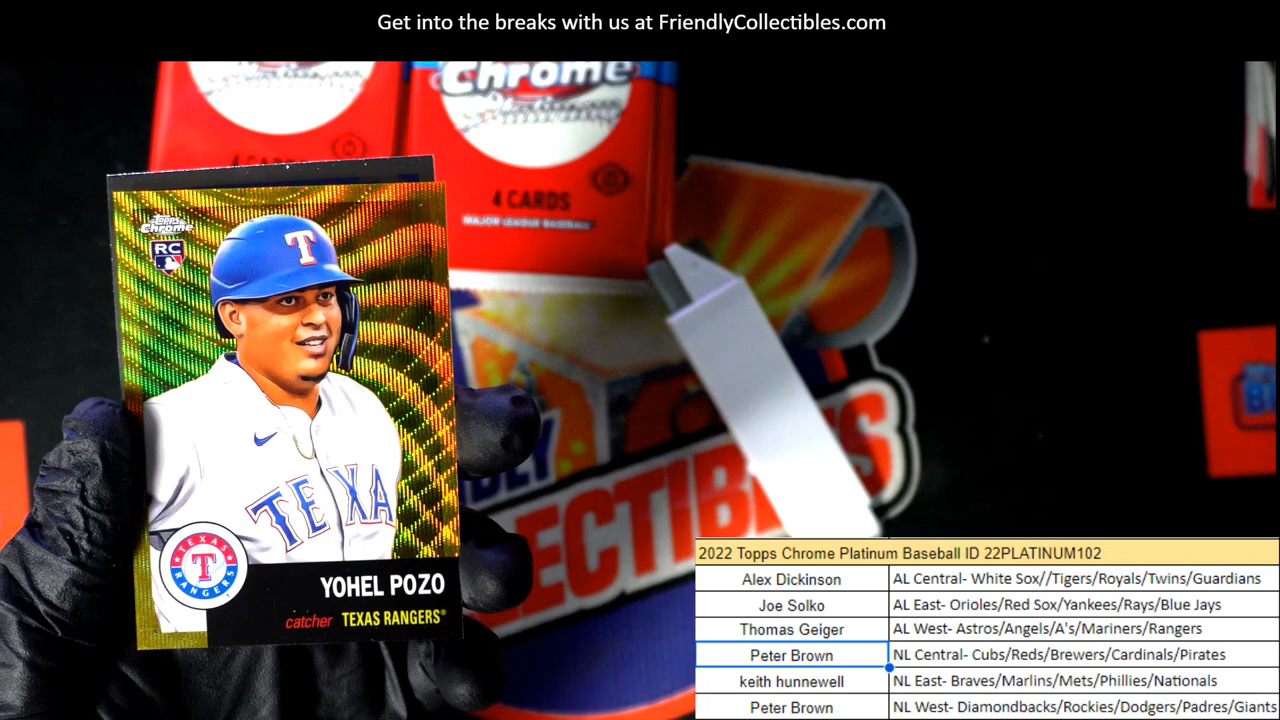 Get into the breaks with us at FriendlyCollectibles.com
Chrome
4 CARDS
4 CARDS
MAJOR LEAGUE BASEBALL
Topps
Chrome
RC
T
TEXA
TEXAS
RANGERS
T
YOHEL POZO
catcher TEXAS RANGERS®
LECTIBLES
2022 Topps Chrome Platinum Baseball ID 22PLATINUM102
Alex Dickinson AL Central- White Sox//Tigers/Royals/Twins/Guardians
Joe Solko AL East- Orioles/Red Sox/Yankees/Rays/Blue Jays
Thomas Geiger AL West- Astros/Angels/A's/Mariners/Rangers
Peter Brown NL Central- Cubs/Reds/Brewers/Cardinals/Pirates
keith hunnewell NL East- Braves/Marlins/Mets/Phillies/Nationals
Peter Brown NL West- Diamondbacks/Rockies/Dodgers/Padres/Giants